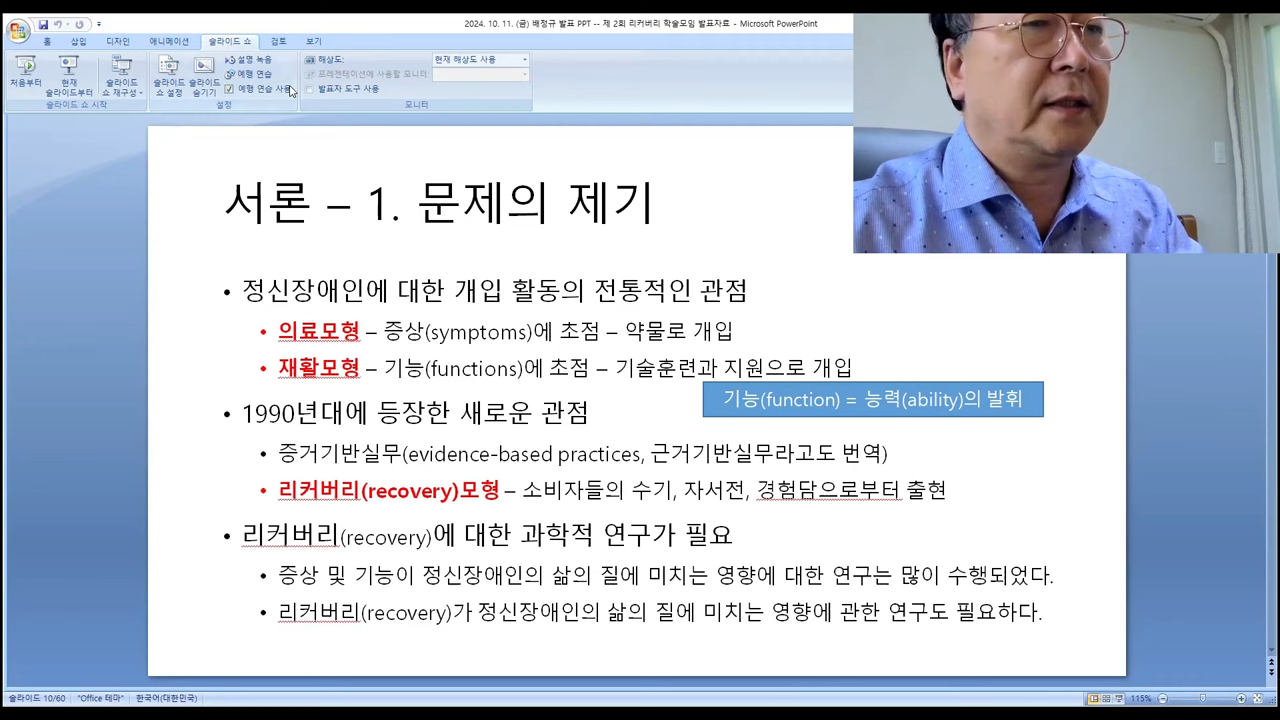 2024. 10. 11. (금) 배정규 발표 PPT -- 제 2회 리커버리 학술모임 발표자료 - Microsoft PowerPoint
홈 삽입 디자인 애니메이션 슬라이드 쇼 검토 보기
처음부터
현재 슬라이드부터
슬라이드 쇼 재구성
슬라이드 쇼 설정
슬라이드 숨기기
설명 녹음
예행 연습
예행 연습 사용
해상도: 현재 해상도 사용
프레젠테이션에 사용할 모니터:
발표자 도구 사용
슬라이드 쇼 시작 설정 모니터
서론 – 1. 문제의 제기
• 정신장애인에 대한 개입 활동의 전통적인 관점
• 의료모형 – 증상(symptoms)에 초점 – 약물로 개입
• 재활모형 – 기능(functions)에 초점 – 기술훈련과 지원으로 개입
기능(function) = 능력(ability)의 발휘
• 1990년대에 등장한 새로운 관점
• 증거기반실무(evidence-based practices, 근거기반실무라고도 번역)
• 리커버리(recovery)모형 – 소비자들의 수기, 자서전, 경험담으로부터 출현
• 리커버리(recovery)에 대한 과학적 연구가 필요
• 증상 및 기능이 정신장애인의 삶의 질에 미치는 영향에 대한 연구는 많이 수행되었다.
• 리커버리(recovery)가 정신장애인의 삶의 질에 미치는 영향에 관한 연구도 필요하다.
슬라이드 10/60 "Office 테마" 한국어(대한민국) 115%